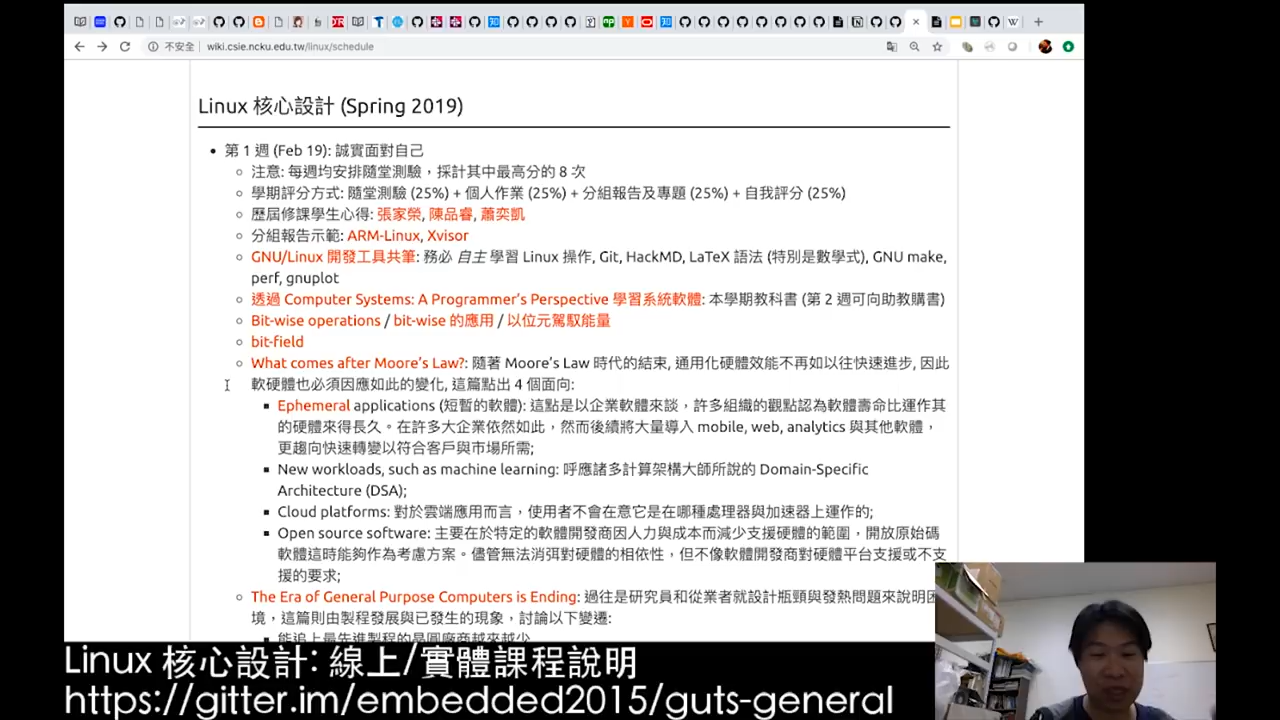 不安全 wiki.csie.ncku.edu.tw/linux/schedule
Linux 核心設計 (Spring 2019)
第 1 週 (Feb 19): 誠實面對自己
注意: 每週均安排隨堂測驗，採計其中最高分的 8 次
學期評分方式: 隨堂測驗 (25%) + 個人作業 (25%) + 分組報告及專題 (25%) + 自我評分 (25%)
歷屆修課學生心得: 張家榮, 陳品睿, 蕭奕凱
分組報告示範: ARM-Linux, Xvisor
GNU/Linux 開發工具共筆: 務必 自主 學習 Linux 操作, Git, HackMD, LaTeX 語法 (特別是數學式), GNU make,
perf, gnuplot
透過 Computer Systems: A Programmer’s Perspective 學習系統軟體: 本學期教科書 (第 2 週可向助教購書)
Bit-wise operations / bit-wise 的應用 / 以位元駕馭能量
bit-field
What comes after Moore’s Law?: 隨著 Moore’s Law 時代的結束, 通用化硬體效能不再如以往快速進步, 因此
軟硬體也必須因應如此的變化, 這篇點出 4 個面向:
Ephemeral applications (短暫的軟體): 這點是以企業軟體來談，許多組織的觀點認為軟體壽命比運作其
的硬體來得長久。在許多大企業依然如此，然而後續將大量導入 mobile, web, analytics 與其他軟體，
更趨向快速轉變以符合客戶與市場所需;
New workloads, such as machine learning: 呼應諸多計算架構大師所說的 Domain-Specific
Architecture (DSA);
Cloud platforms: 對於雲端應用而言，使用者不會在意它是在哪種處理器與加速器上運作的;
Open source software: 主要在於特定的軟體開發商因人力與成本而減少支援硬體的範圍，開放原始碼
軟體這時能夠作為考慮方案。儘管無法消弭對硬體的相依性，但不像軟體開發商對硬體平台支援或不支
援的要求;
The Era of General Purpose Computers is Ending: 過往是研究員和從業者就設計瓶頸與發熱問題來說明困
境，這篇則由製程發展與已發生的現象，討論以下變遷:
能追上最先進製程的晶圓廠商越來越少
Linux 核心設計: 線上/實體課程說明
https://gitter.im/embedded2015/guts-general